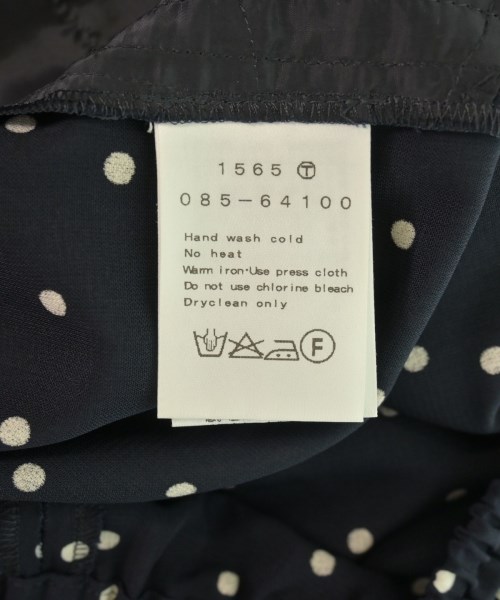 1565 Ⓣ
085-64100
Hand wash cold
No heat
Warm iron·Use press cloth
Do not use chlorine bleach
Dryclean only
F